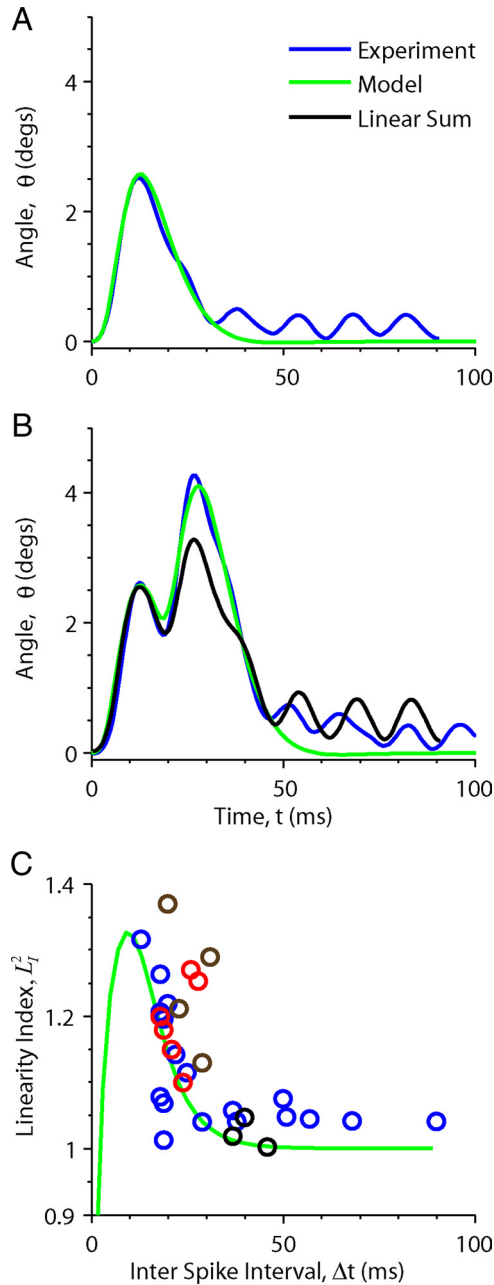 A
Experiment
Model
Linear Sum
Angle, θ (degs)
4
2
0
0 50 100
B
Angle, θ (degs)
4
2
0
0 50 100
Time, t (ms)
C
Linearity Index, L_I^2
1.4
1.2
1
0.9
0 50 100
Inter Spike Interval, Δt (ms)